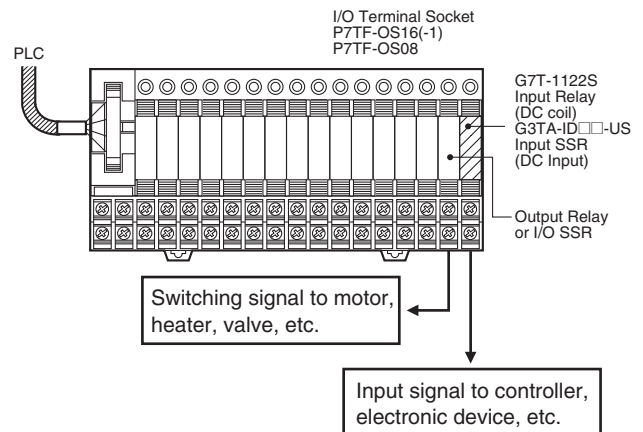 I/O Terminal Socket
P7TF-OS16(-1)
P7TF-OS08
PLC
G7T-1122S
Input Relay
(DC coil)
G3TA-ID□□-US
Input SSR
(DC Input)
Output Relay
or I/O SSR
Switching signal to motor,
heater, valve, etc.
Input signal to controller,
electronic device, etc.